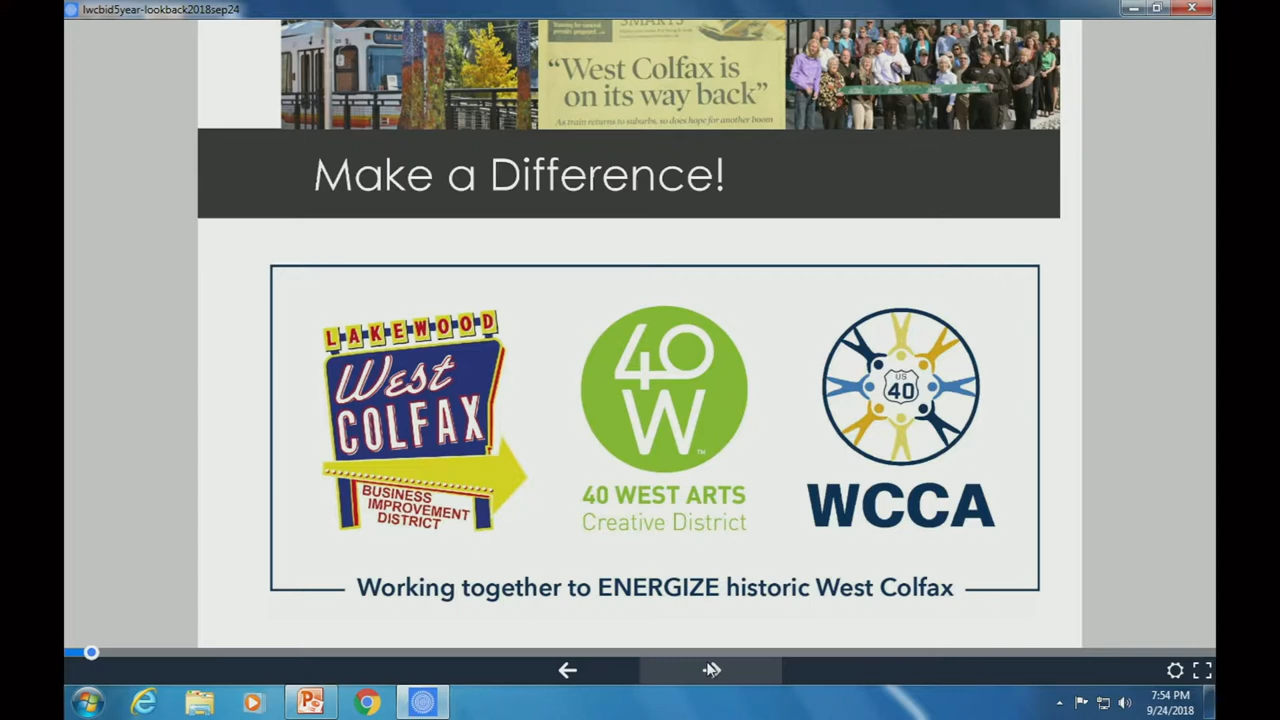 lwcbid5year-lookback2018sep24
SMARTS
“West Colfax is
on its way back”
As train returns to suburbs, so does hope for another boom
Make a Difference!
LAKEWOOD
West
COLFAX
BUSINESS
IMPROVEMENT
DISTRICT
40
W™
40 WEST ARTS
Creative District
US
40
WCCA
Working together to ENERGIZE historic West Colfax
7:54 PM
9/24/2018